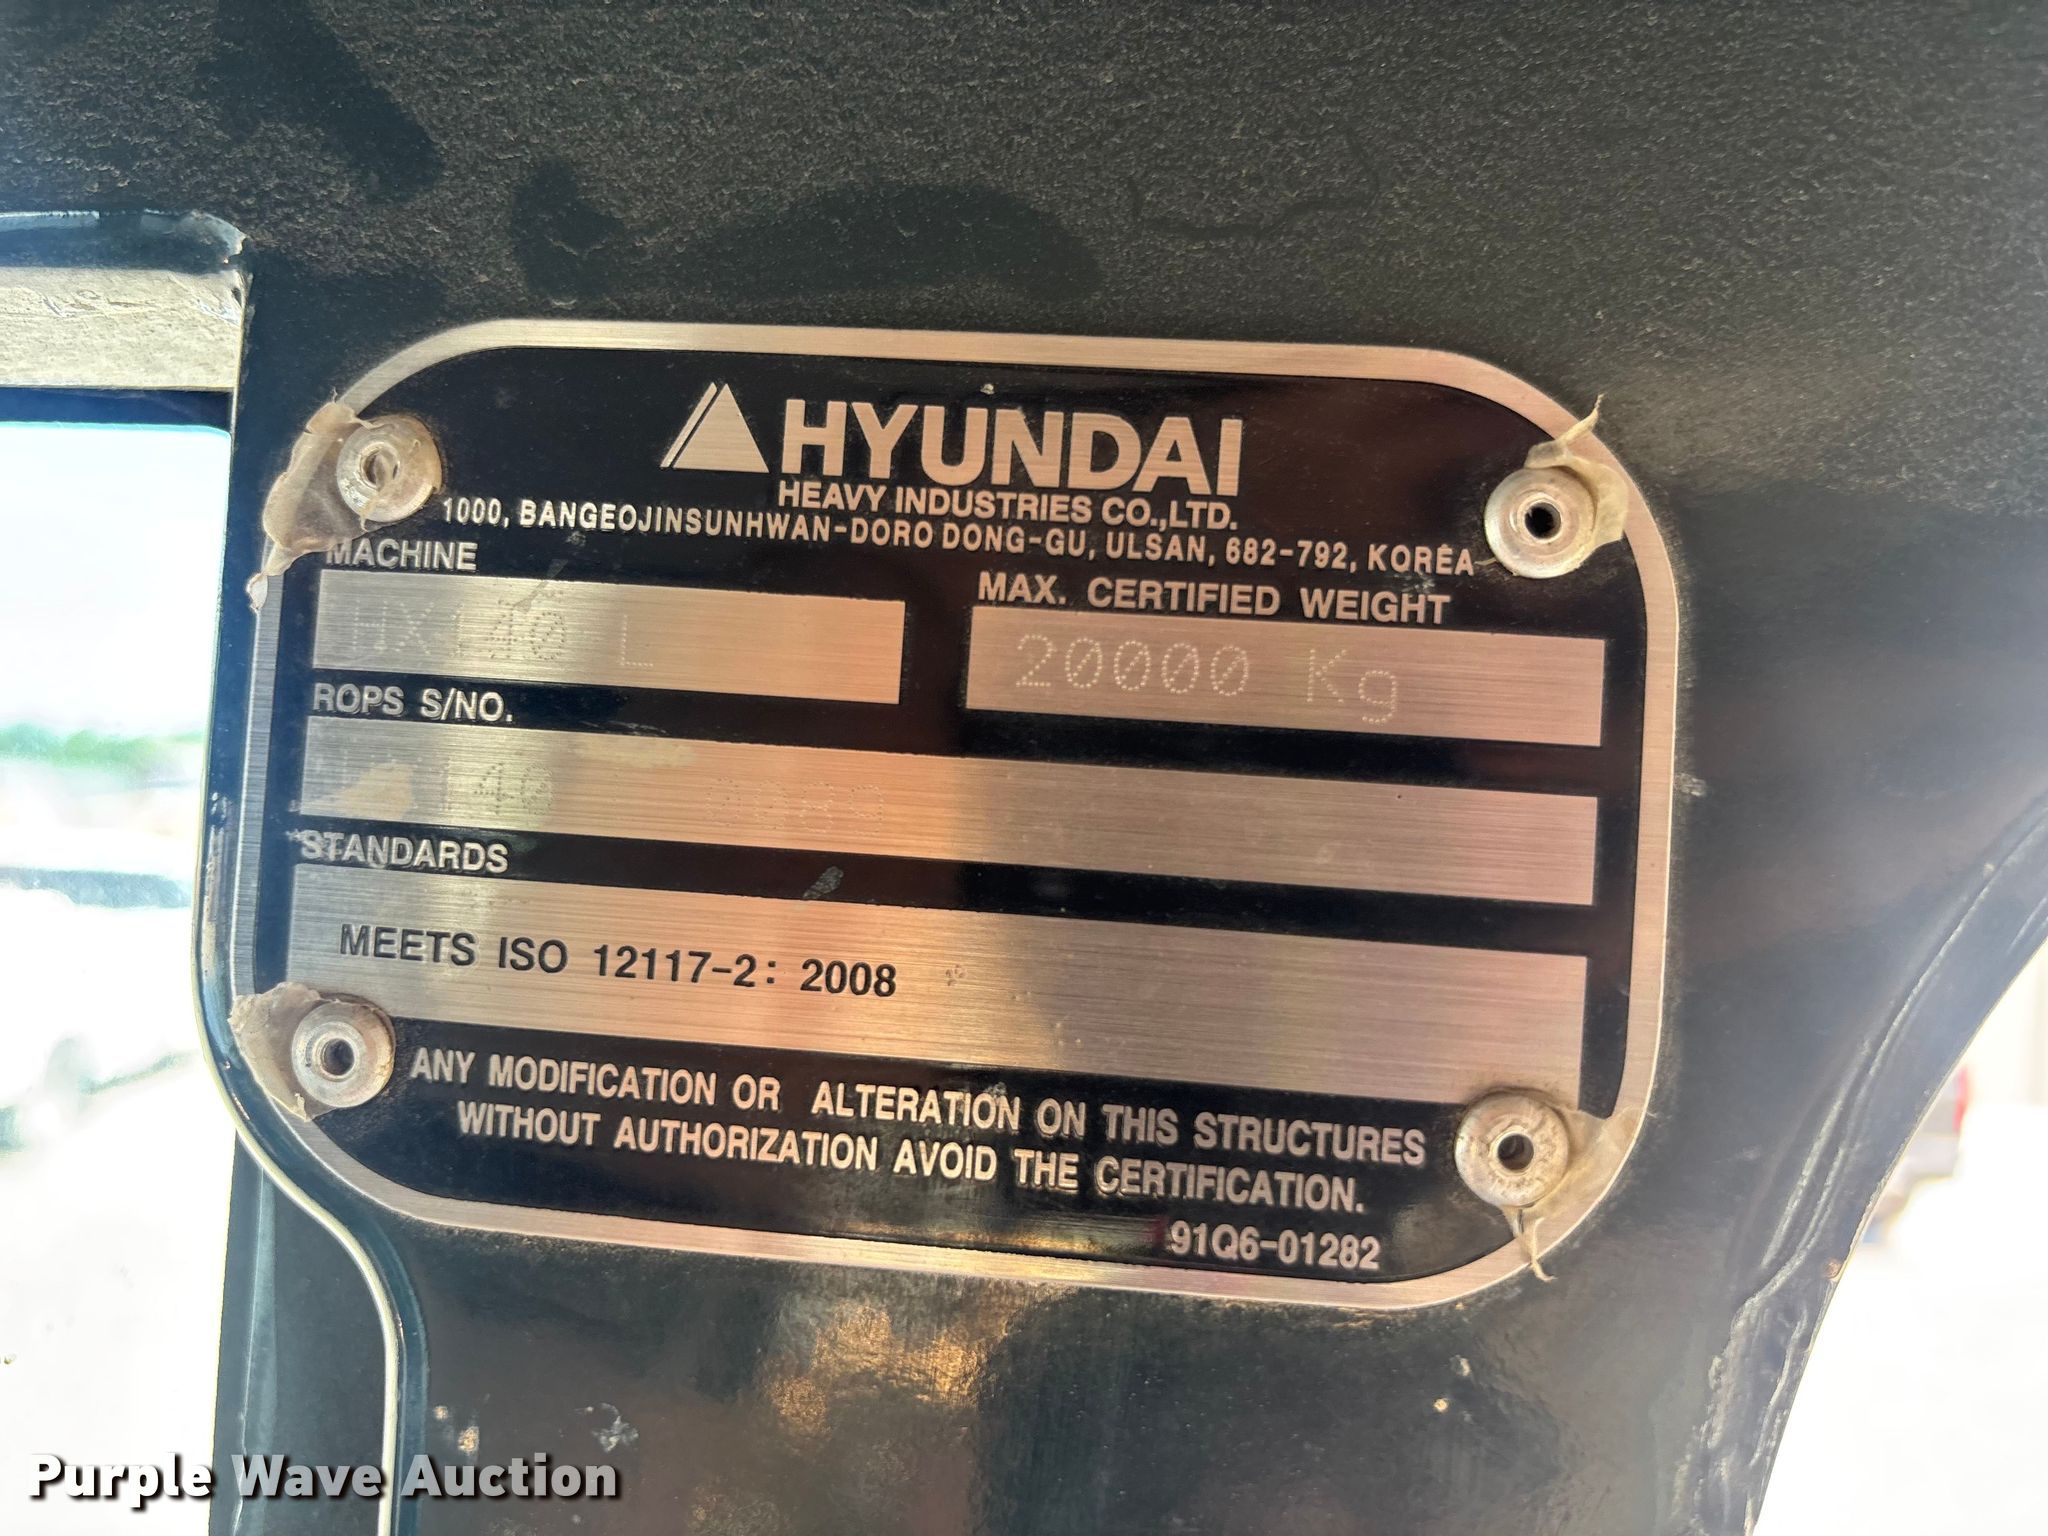 HYUNDAI
HEAVY INDUSTRIES CO.,LTD.
1000, BANGEOJINSUNHWAN-DORO DONG-GU, ULSAN, 682-792, KOREA
MACHINE
MAX. CERTIFIED WEIGHT
HX140 L
20000 Kg
ROPS S/NO.
STANDARDS
MEETS ISO 12117-2: 2008
ANY MODIFICATION OR ALTERATION ON THIS STRUCTURES
WITHOUT AUTHORIZATION AVOID THE CERTIFICATION.
91Q6-01282
Purple Wave Auction